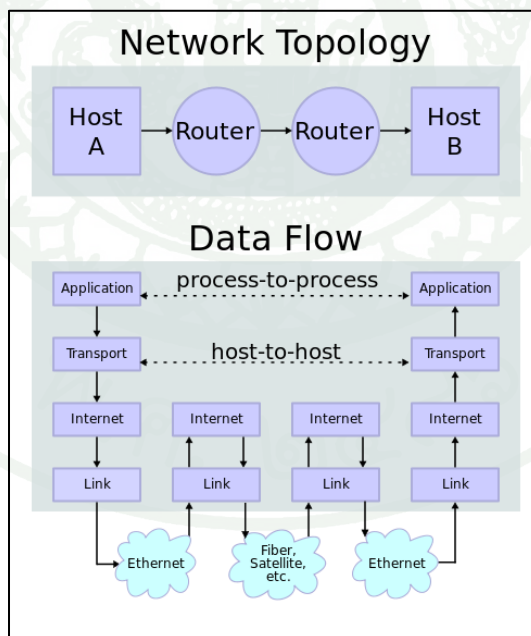 Network Topology
Host
A
Router
Router
Host
B
Data Flow
Application
process-to-process
Application
Transport
host-to-host
Transport
Internet
Internet
Internet
Internet
Link
Link
Link
Link
Ethernet
Fiber,
Satellite,
etc.
Ethernet